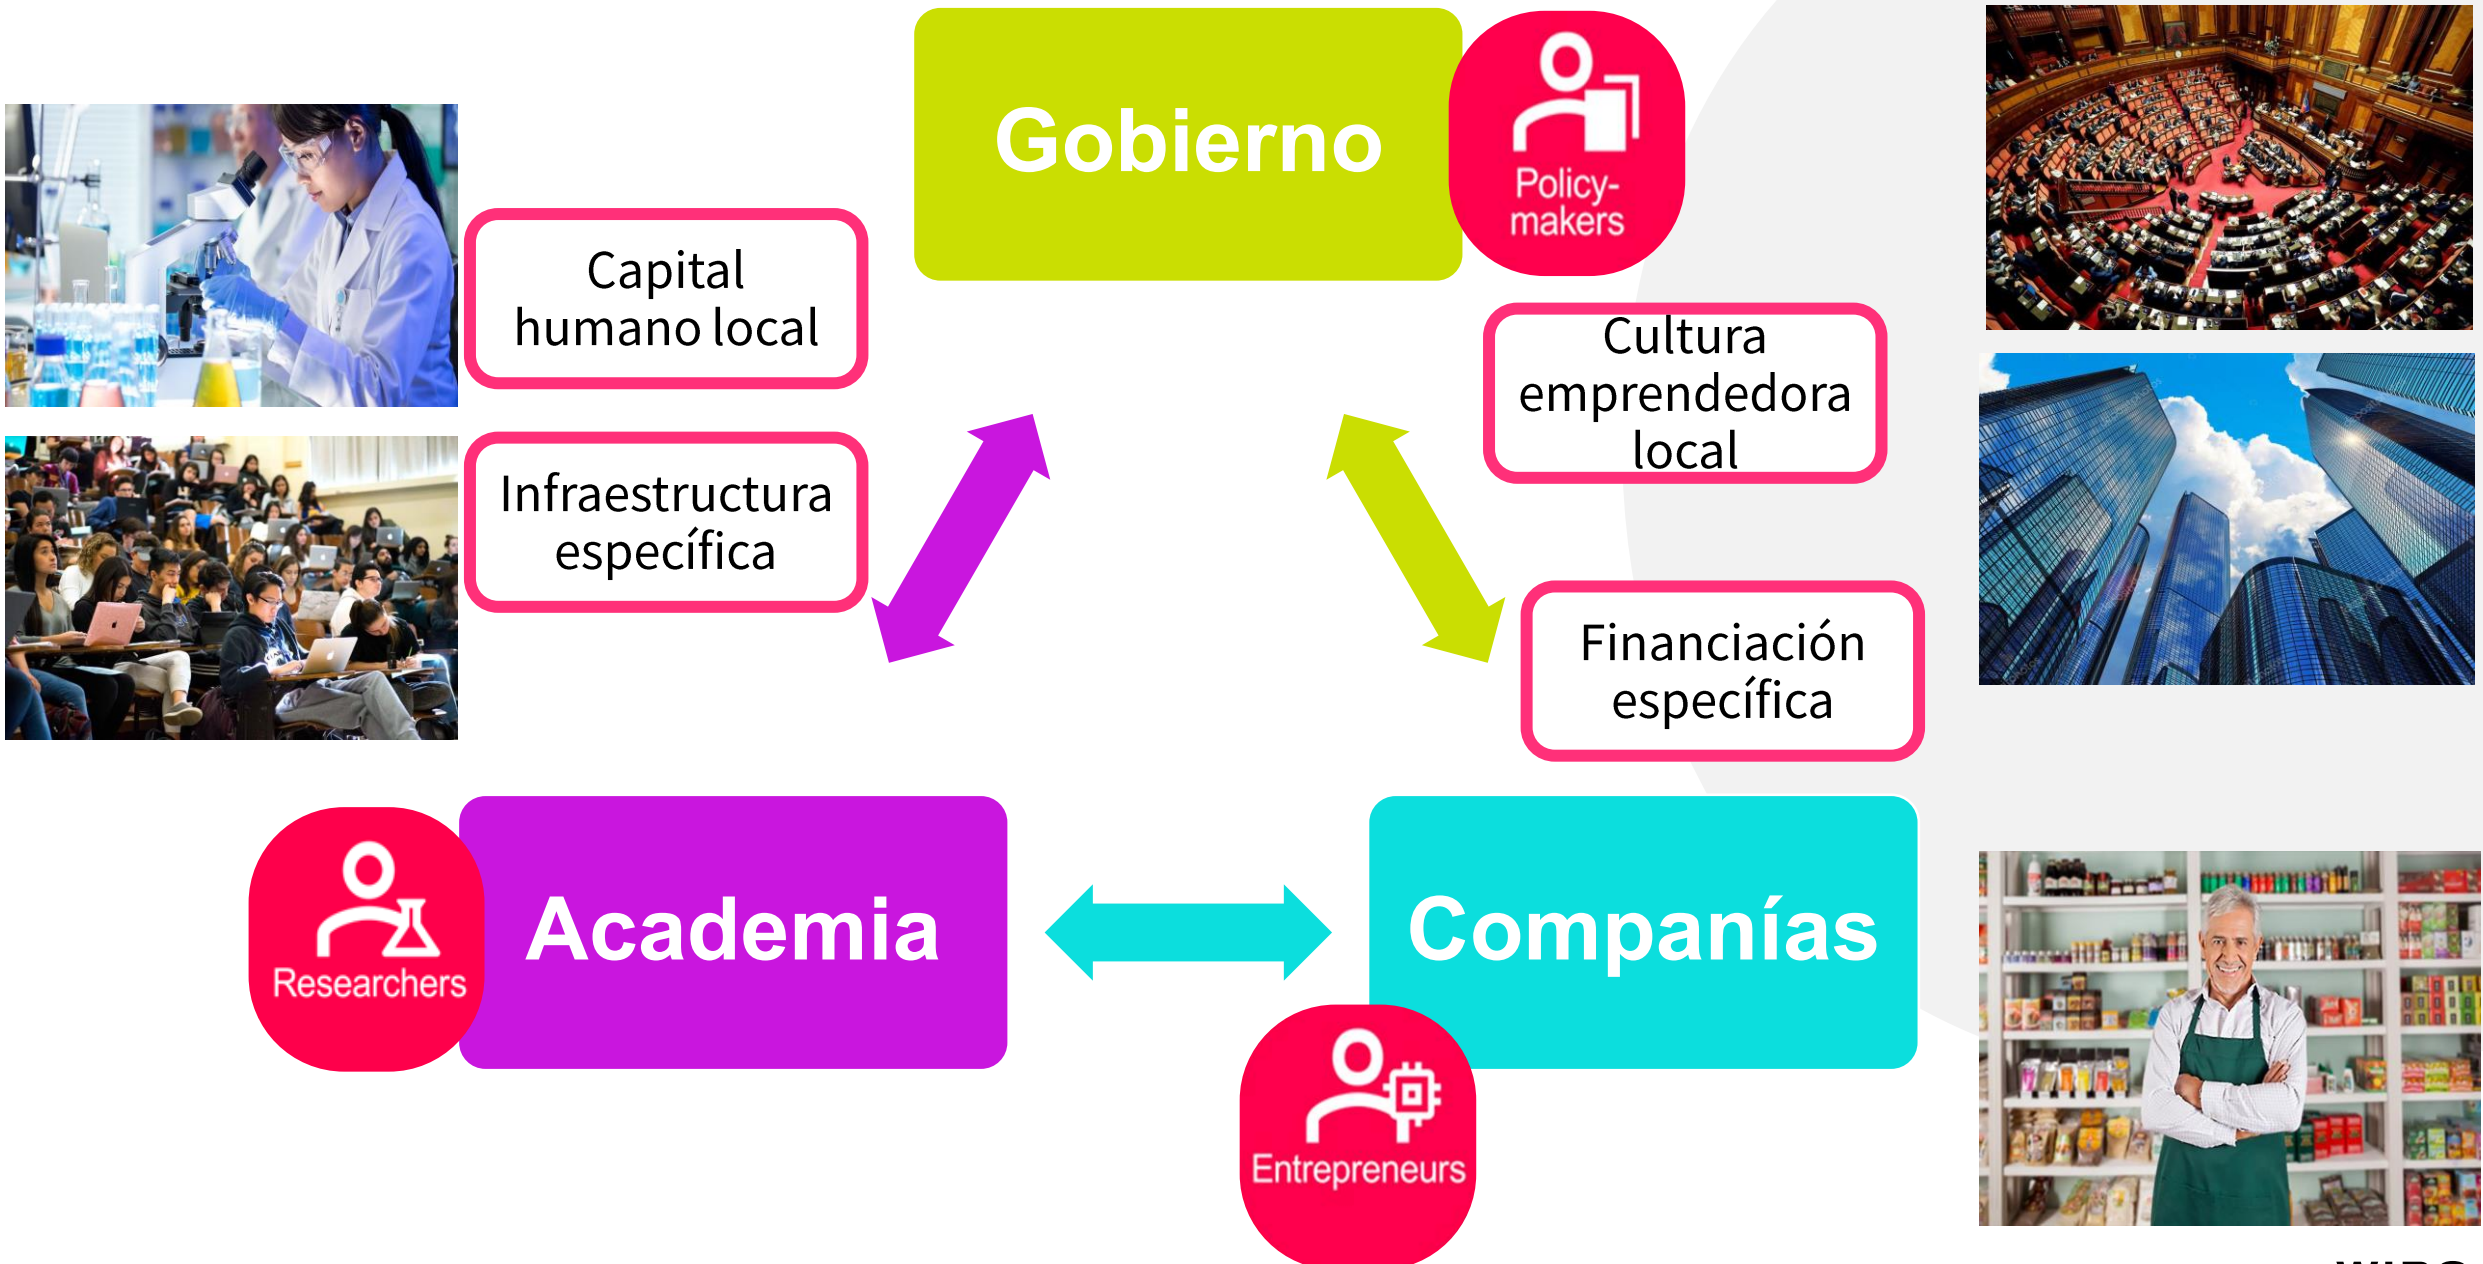 Gobierno
Policy-
makers
Capital
humano local
Cultura
emprendedora
local
Infraestructura
específica
Financiación
específica
Researchers
Academia
Companías
Entrepreneurs